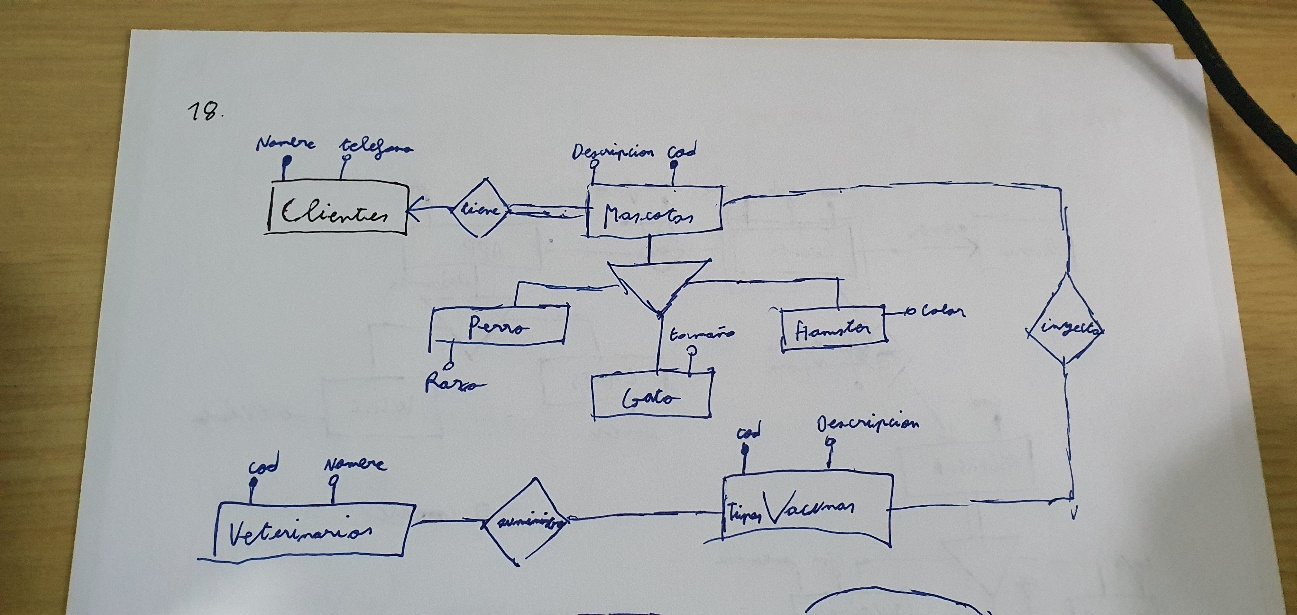 18.
Nombre telefono
Descripcion Cod
Clientes
tiene
Mascotas
Perro
Hamster
Color
inyecta
tamaño
Raza
Gato
cod
Descripcion
cod
Nombre
Veterinarios
suministra
Tipos Vacunas